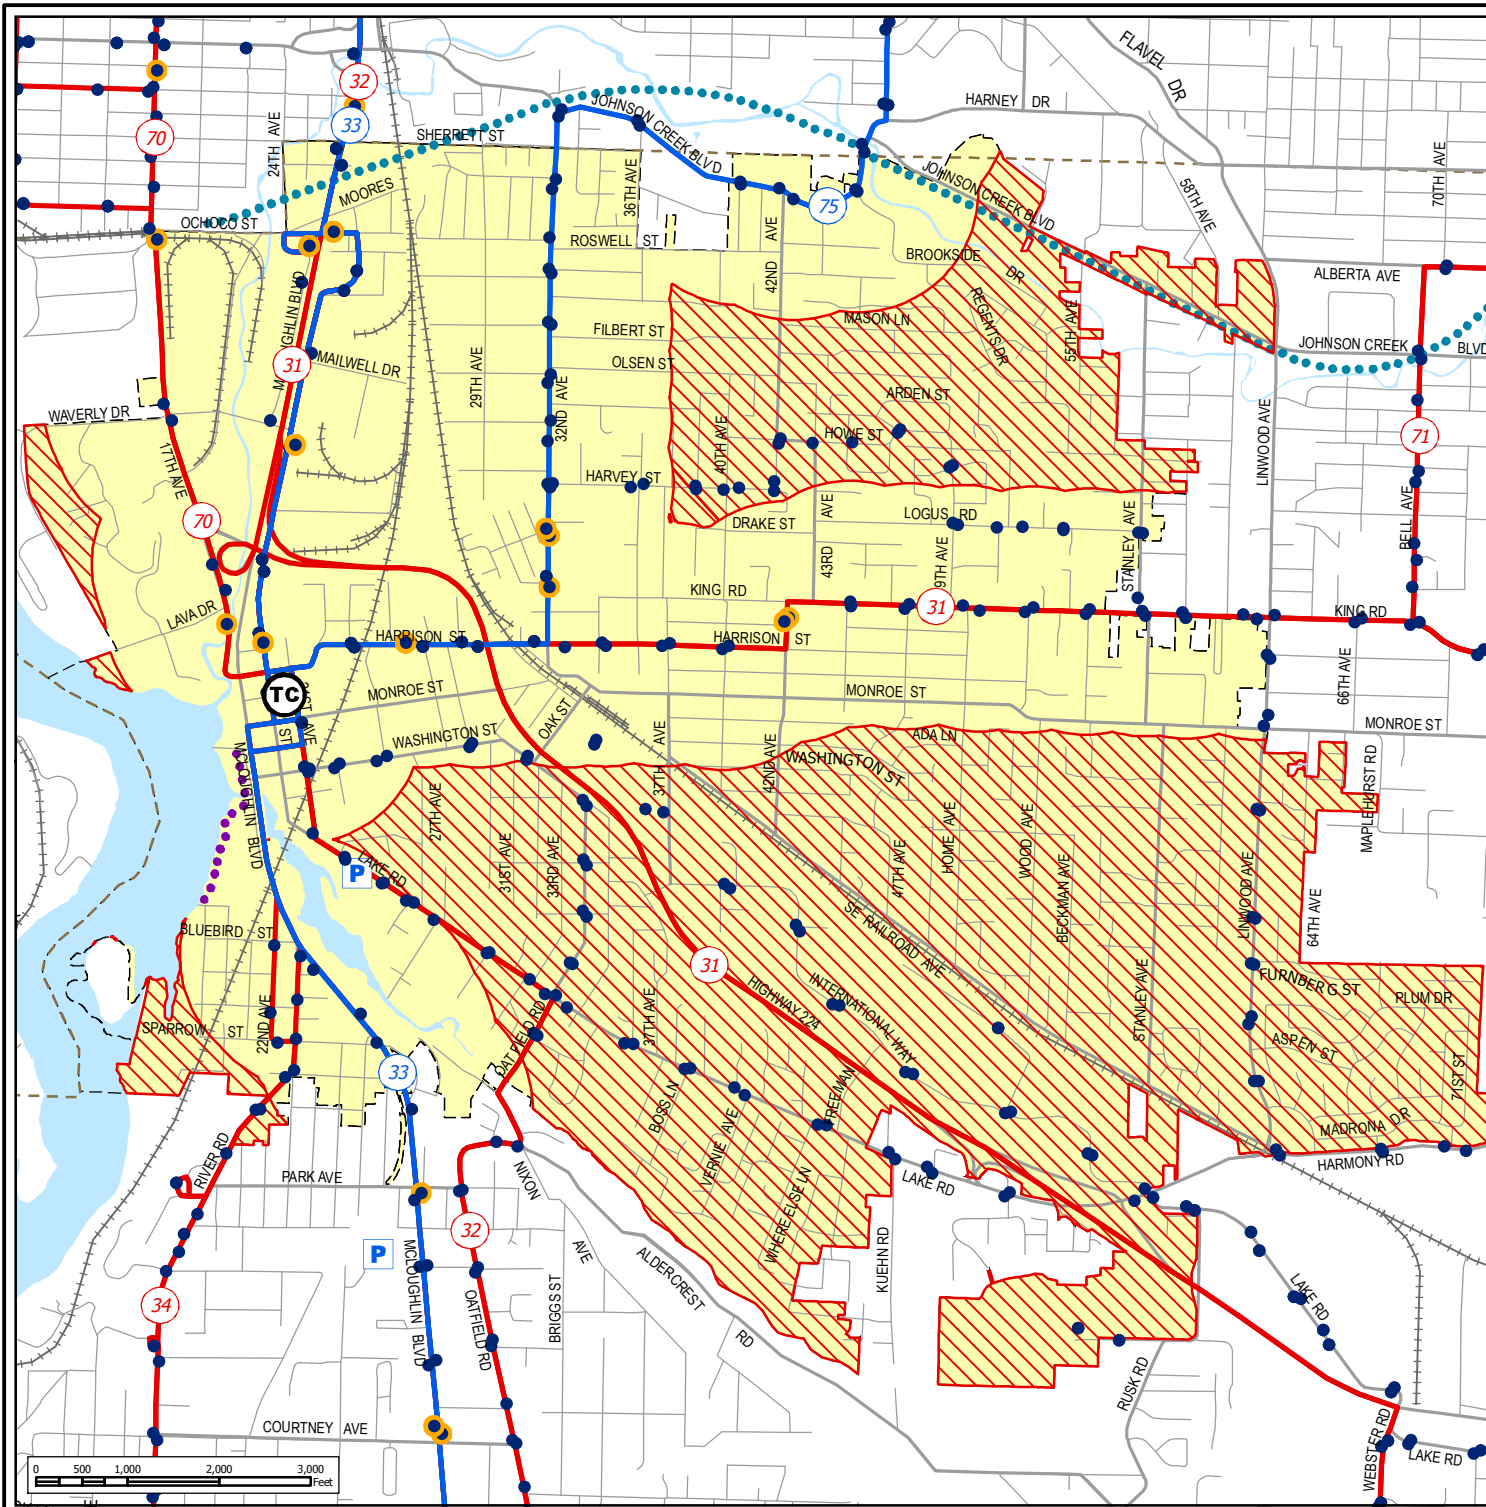 FLAVEL DR
32
HARNEY DR
JOHNSON CREEK BLVD
33
70
24TH AVE
SHERRETT ST
70TH AVE
36TH AVE
JOHNSON CREEK BLVD
58TH AVE
MOORES
75
OCHOCO ST
ROSWELL ST
42ND AVE
BROOKSIDE DR
ALBERTA AVE
REGENTS DR
MASON LN
FILBERT ST
55TH AVE
OLSEN ST
JOHNSON CREEK BLVD
31
MAILWELL DR
29TH AVE
ARDEN ST
32ND AVE
WAVERLY DR
40TH AVE
HOWE ST
LINWOOD AVE
71
17TH AVE
HARVEY ST
70
DRAKE ST
43RD AVE
LOGUS RD
STANLEY AVE
BELL AVE
KING RD
31
KING RD
LAVA DR
HARRISON ST
HARRISON ST
66TH AVE
TC
21ST AVE
ST
MONROE ST
MONROE ST
MONROE ST
WASHINGTON ST
OAK ST
37TH AVE
42ND AVE
WASHINGTON ST
ADA LN
MCLOUGHLIN BLVD
MAPLEHURST RD
27TH AVE
31ST AVE
33RD AVE
47TH AVE
HOME AVE
WOOD AVE
BECKMAN AVE
LINWOOD AVE
64TH AVE
P
LAKE RD
SE RAILROAD AVE
BLUEBIRD ST
31
HIGHWAY 224
INTERNATIONAL WAY
STANLEY AVE
FURNBERG ST
PLUM DR
SPARROW ST
22ND AVE
OATFIELD RD
37TH AVE
ASPEN ST
71ST ST
33
BOSS LN
VERNIE AVE
FREEMAN
MADRONA DR
HARMONY RD
RIVER RD
PARK AVE
NIXON AVE
LAKE RD
WHERE ELSE LN
KUEHN RD
32
P
MCLOUGHLIN BLVD
OATFIELD RD
BRIGGS ST
ALDERCREST RD
LAKE RD
34
RUSK RD
COURTNEY AVE
WEBSTER RD
LAKE RD
0 500 1,000 2,000 3,000
Feet